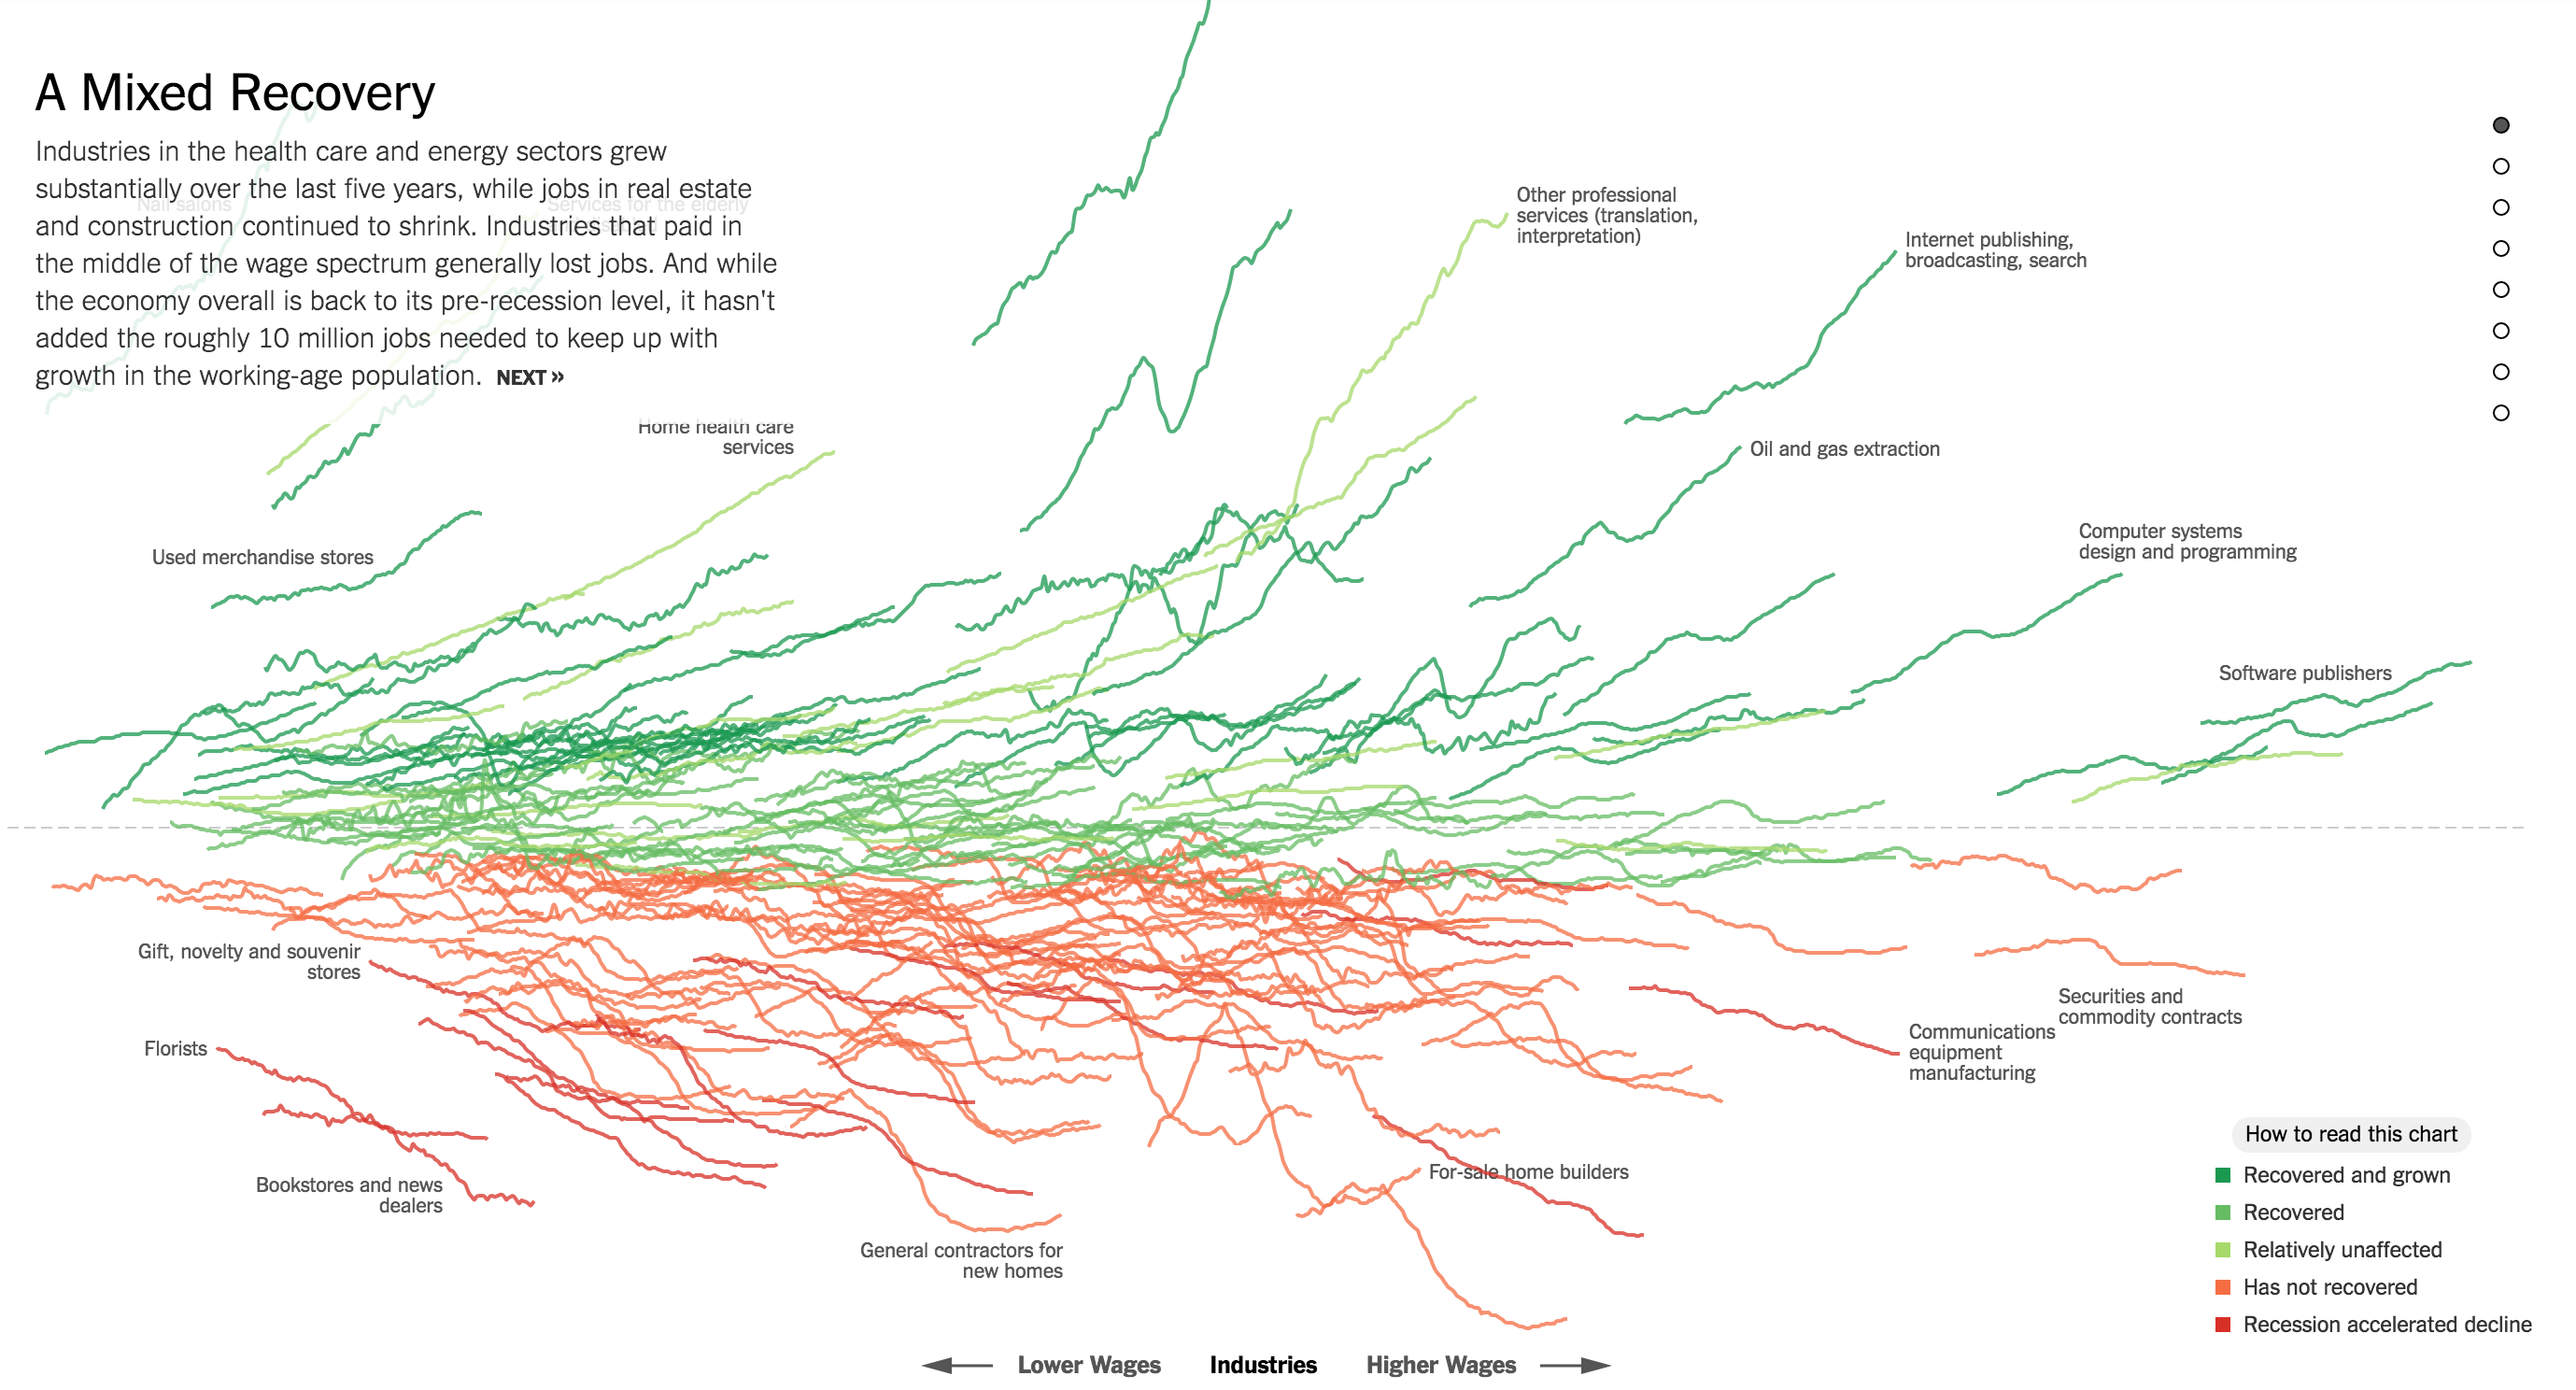 A Mixed Recovery
Industries in the health care and energy sectors grew
substantially over the last five years, while jobs in real estate
and construction continued to shrink. Industries that paid in
the middle of the wage spectrum generally lost jobs. And while
the economy overall is back to its pre-recession level, it hasn't
added the roughly 10 million jobs needed to keep up with
growth in the working-age population. NEXT »
Nail salons
Services for the elderly
Other professional
services (translation,
interpretation)
Internet publishing,
broadcasting, search
Home health care
services
Oil and gas extraction
Used merchandise stores
Computer systems
design and programming
Software publishers
Gift, novelty and souvenir
stores
Securities and
commodity contracts
Communications
equipment
manufacturing
Florists
Bookstores and news
dealers
For-sale home builders
General contractors for
new homes
How to read this chart
Recovered and grown
Recovered
Relatively unaffected
Has not recovered
Recession accelerated decline
Lower Wages Industries Higher Wages